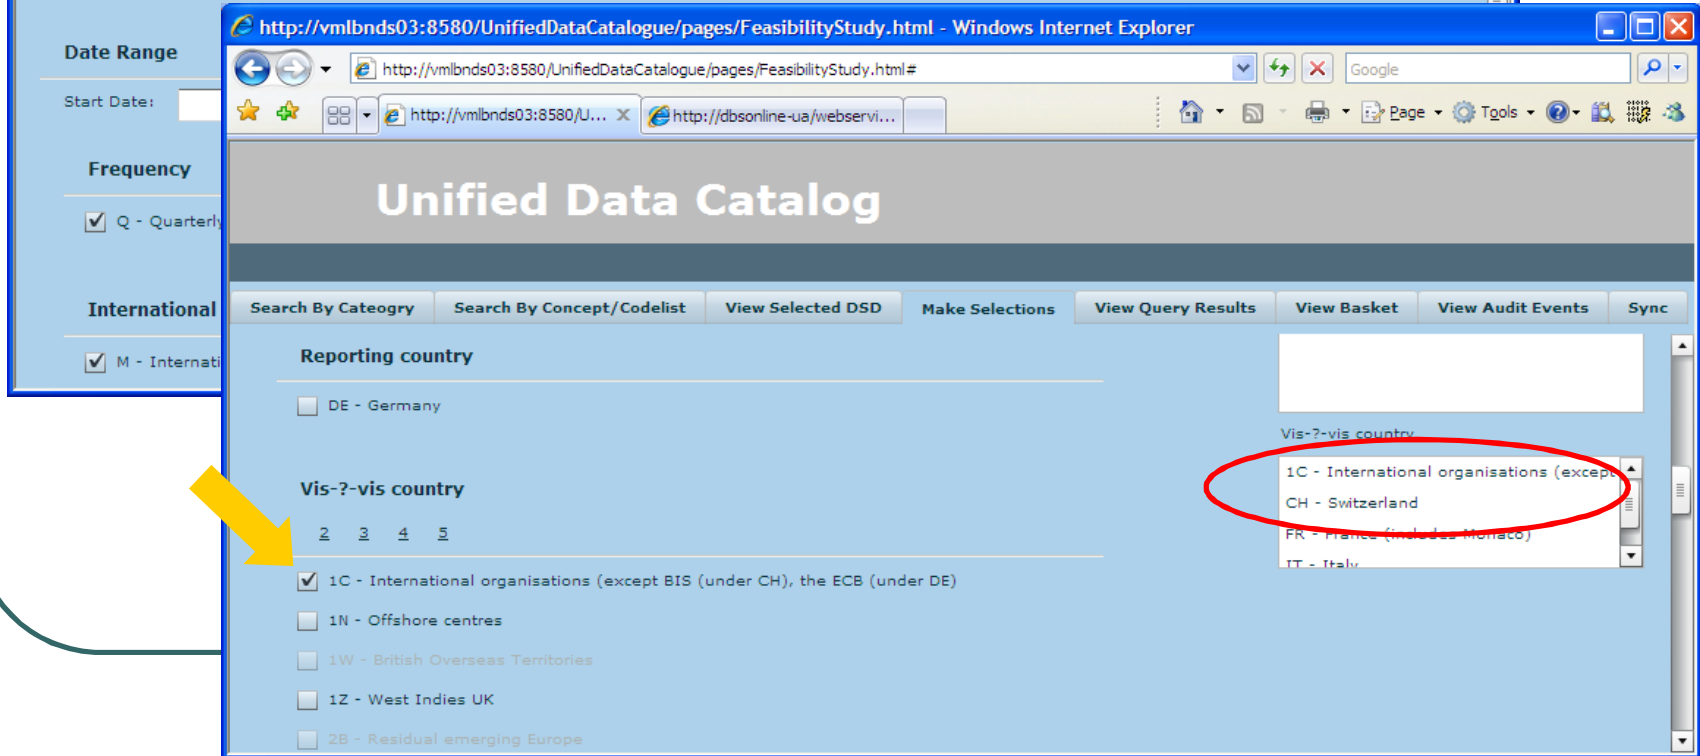 Date Range
Start Date:
Frequency
Q - Quarterly
International
M - Internati
http://vmlbnds03:8580/UnifiedDataCatalogue/pages/FeasibilityStudy.html - Windows Internet Explorer
http://vmlbnds03:8580/UnifiedDataCatalogue/pages/FeasibilityStudy.html#
Google
http://vmlbnds03:8580/U... X
http://dbsonline-ua/webservi...
Page
Tools
Unified Data Catalog
Search By Cateogry
Search By Concept/Codelist
View Selected DSD
Make Selections
View Query Results
View Basket
View Audit Events
Sync
Reporting country
DE - Germany
Vis-?-vis country
2 3 4 5
1C - International organisations (except BIS (under CH), the ECB (under DE)
1N - Offshore centres
1W - British Overseas Territories
1Z - West Indies UK
2B - Residual emerging Europe
Vis-?-vis country
1C - International organisations (except
CH - Switzerland
FR - France (includes Monaco)
IT - Italy